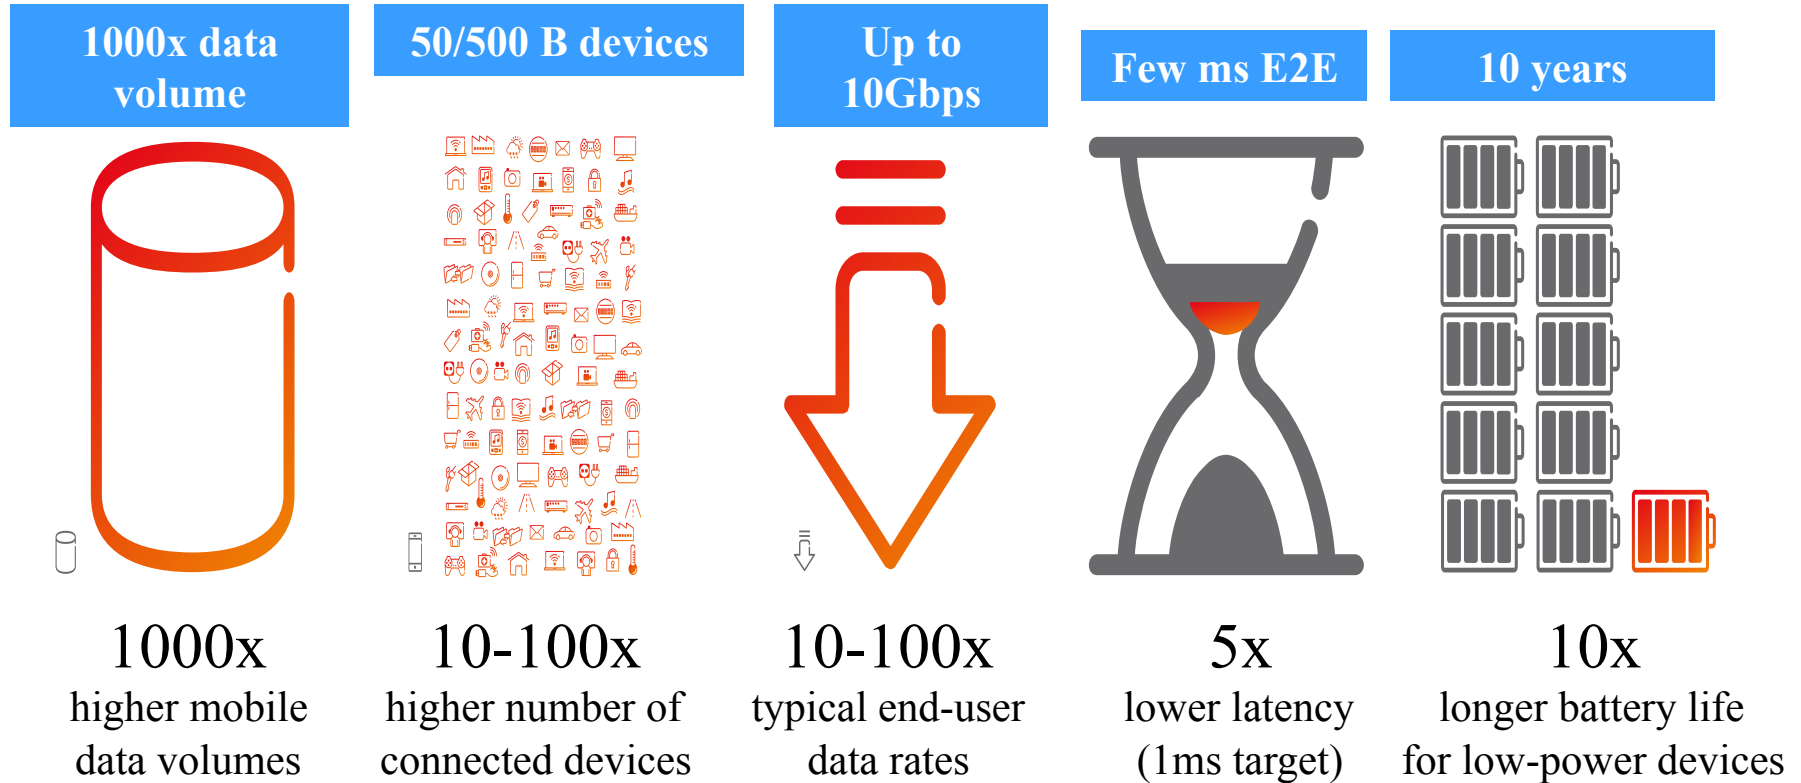 1000x data
volume
50/500 B devices
Up to
10Gbps
Few ms E2E
10 years
1000x
higher mobile
data volumes
10-100x
higher number of
connected devices
10-100x
typical end-user
data rates
5x
lower latency
(1ms target)
10x
longer battery life
for low-power devices